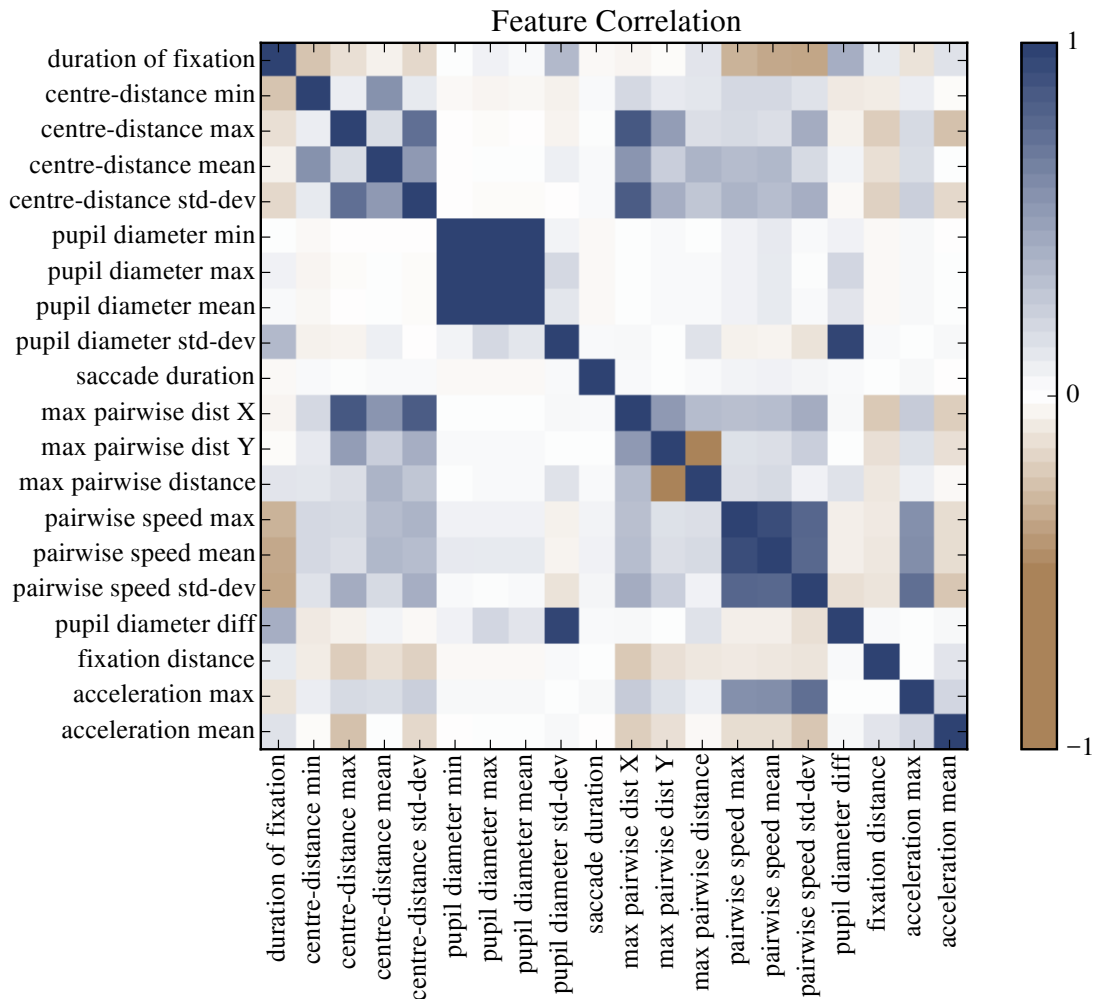 Feature Correlation
duration of fixation
centre-distance min
centre-distance max
centre-distance mean
centre-distance std-dev
pupil diameter min
pupil diameter max
pupil diameter mean
pupil diameter std-dev
saccade duration
max pairwise dist X
max pairwise dist Y
max pairwise distance
pairwise speed max
pairwise speed mean
pairwise speed std-dev
pupil diameter diff
fixation distance
acceleration max
acceleration mean
duration of fixation
centre-distance min
centre-distance max
centre-distance mean
centre-distance std-dev
pupil diameter min
pupil diameter max
pupil diameter mean
pupil diameter std-dev
saccade duration
max pairwise dist X
max pairwise dist Y
max pairwise distance
pairwise speed max
pairwise speed mean
pairwise speed std-dev
pupil diameter diff
fixation distance
acceleration max
acceleration mean
1
0
−1